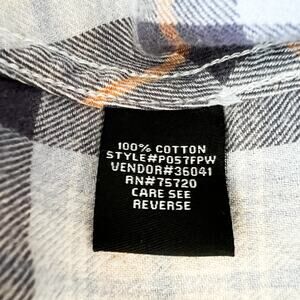 100% COTTON
STYLE#P057FPW
VENDOR#36041
RN#75720
CARE SEE
REVERSE